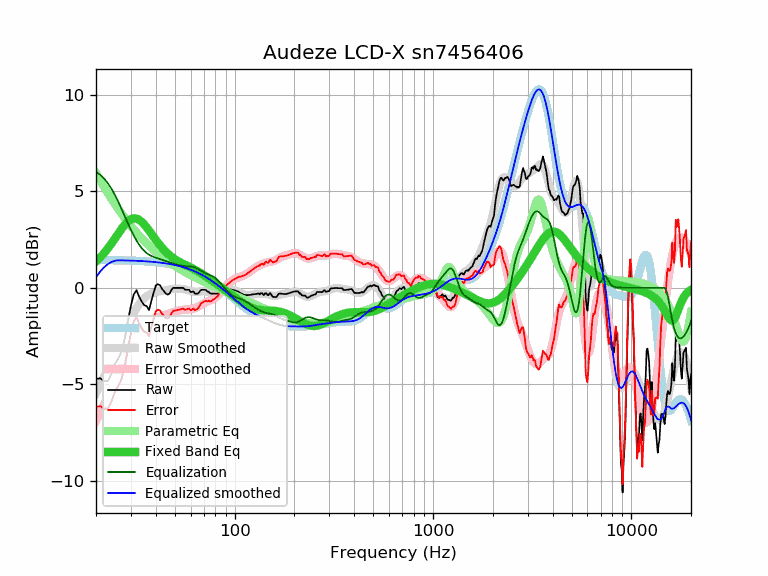 Audeze LCD-X sn7456406
Amplitude (dBr)
10
5
0
−5
−10
Target
Raw Smoothed
Error Smoothed
Raw
Error
Parametric Eq
Fixed Band Eq
Equalization
Equalized smoothed
100
1000
10000
Frequency (Hz)